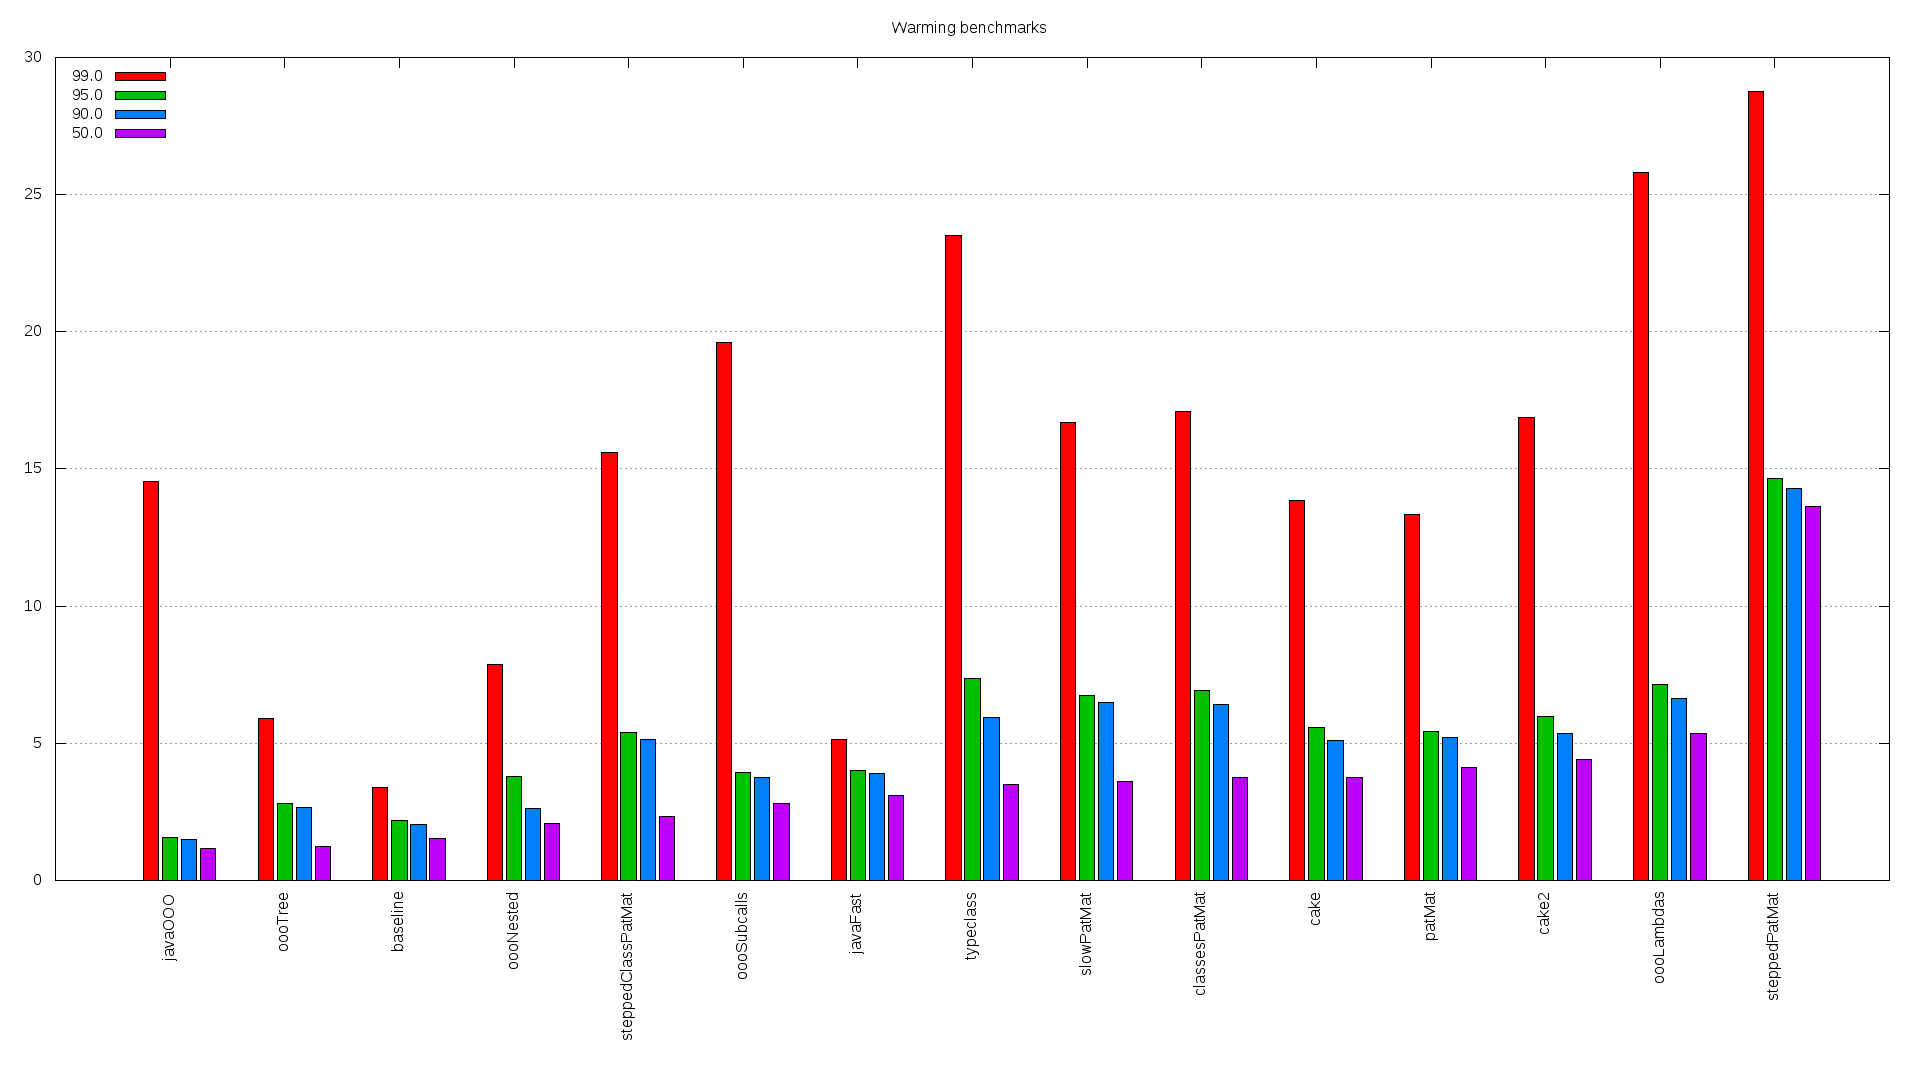 Warming benchmarks
30
25
20
15
10
5
0
99.0
95.0
90.0
50.0
javaOOO
oooTree
baseline
oooNested
steppedClassPatMat
oooSubcalls
javaFast
typeclass
slowPatMat
classesPatMat
cake
patMat
cake2
oooLambdas
steppedPatMat